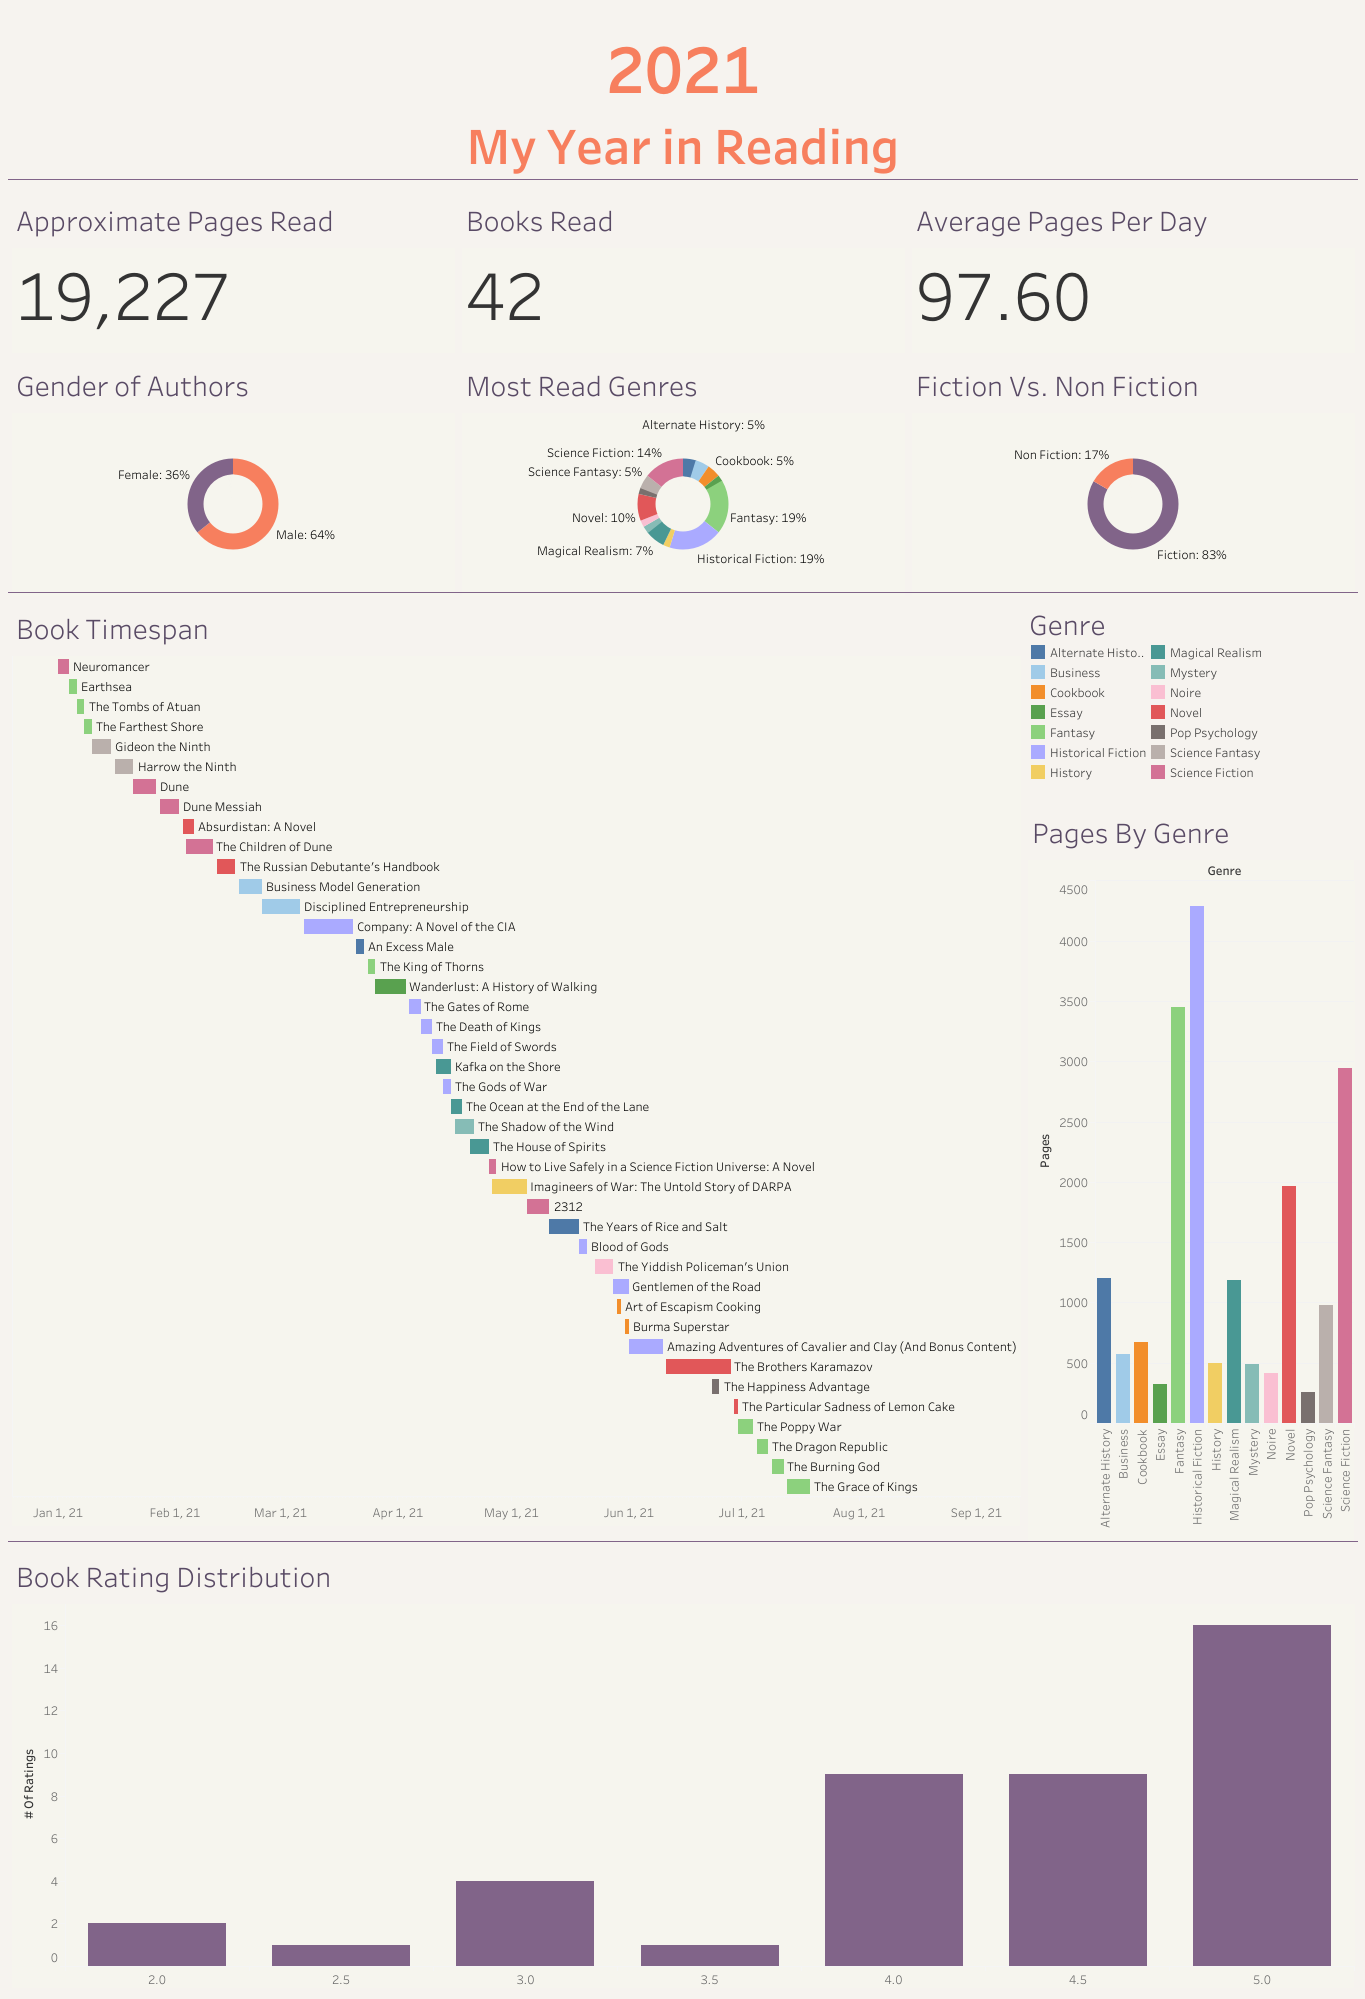 2021
My Year in Reading
Approximate Pages Read
19,227
Books Read
42
Average Pages Per Day
97.60
Gender of Authors
Female: 36%
Male: 64%
Most Read Genres
Alternate History: 5%
Science Fiction: 14%
Cookbook: 5%
Science Fantasy: 5%
Novel: 10%
Fantasy: 19%
Magical Realism: 7%
Historical Fiction: 19%
Fiction Vs. Non Fiction
Non Fiction: 17%
Fiction: 83%
Book Timespan
Neuromancer
Earthsea
The Tombs of Atuan
The Farthest Shore
Gideon the Ninth
Harrow the Ninth
Dune
Dune Messiah
Absurdistan: A Novel
The Children of Dune
The Russian Debutante's Handbook
Business Model Generation
Disciplined Entrepreneurship
Company: A Novel of the CIA
An Excess Male
The King of Thorns
Wanderlust: A History of Walking
The Gates of Rome
The Death of Kings
The Field of Swords
Kafka on the Shore
The Gods of War
The Ocean at the End of the Lane
The Shadow of the Wind
The House of Spirits
How to Live Safely in a Science Fiction Universe: A Novel
Imagineers of War: The Untold Story of DARPA
2312
The Years of Rice and Salt
Blood of Gods
The Yiddish Policeman's Union
Gentlemen of the Road
Art of Escapism Cooking
Burma Superstar
Amazing Adventures of Cavalier and Clay (And Bonus Content)
The Brothers Karamazov
The Happiness Advantage
The Particular Sadness of Lemon Cake
The Poppy War
The Dragon Republic
The Burning God
The Grace of Kings
Jan 1, 21
Feb 1, 21
Mar 1, 21
Apr 1, 21
May 1, 21
Jun 1, 21
Jul 1, 21
Aug 1, 21
Sep 1, 21
Genre
Alternate Histo..
Business
Cookbook
Essay
Fantasy
Historical Fiction
History
Magical Realism
Mystery
Noire
Novel
Pop Psychology
Science Fantasy
Science Fiction
Pages By Genre
Genre
Pages
4500
4000
3500
3000
2500
2000
1500
1000
500
0
Alternate History
Business
Cookbook
Essay
Fantasy
Historical Fiction
History
Magical Realism
Mystery
Noire
Novel
Pop Psychology
Science Fantasy
Science Fiction
Book Rating Distribution
# Of Ratings
16
14
12
10
8
6
4
2
0
2.0
2.5
3.0
3.5
4.0
4.5
5.0